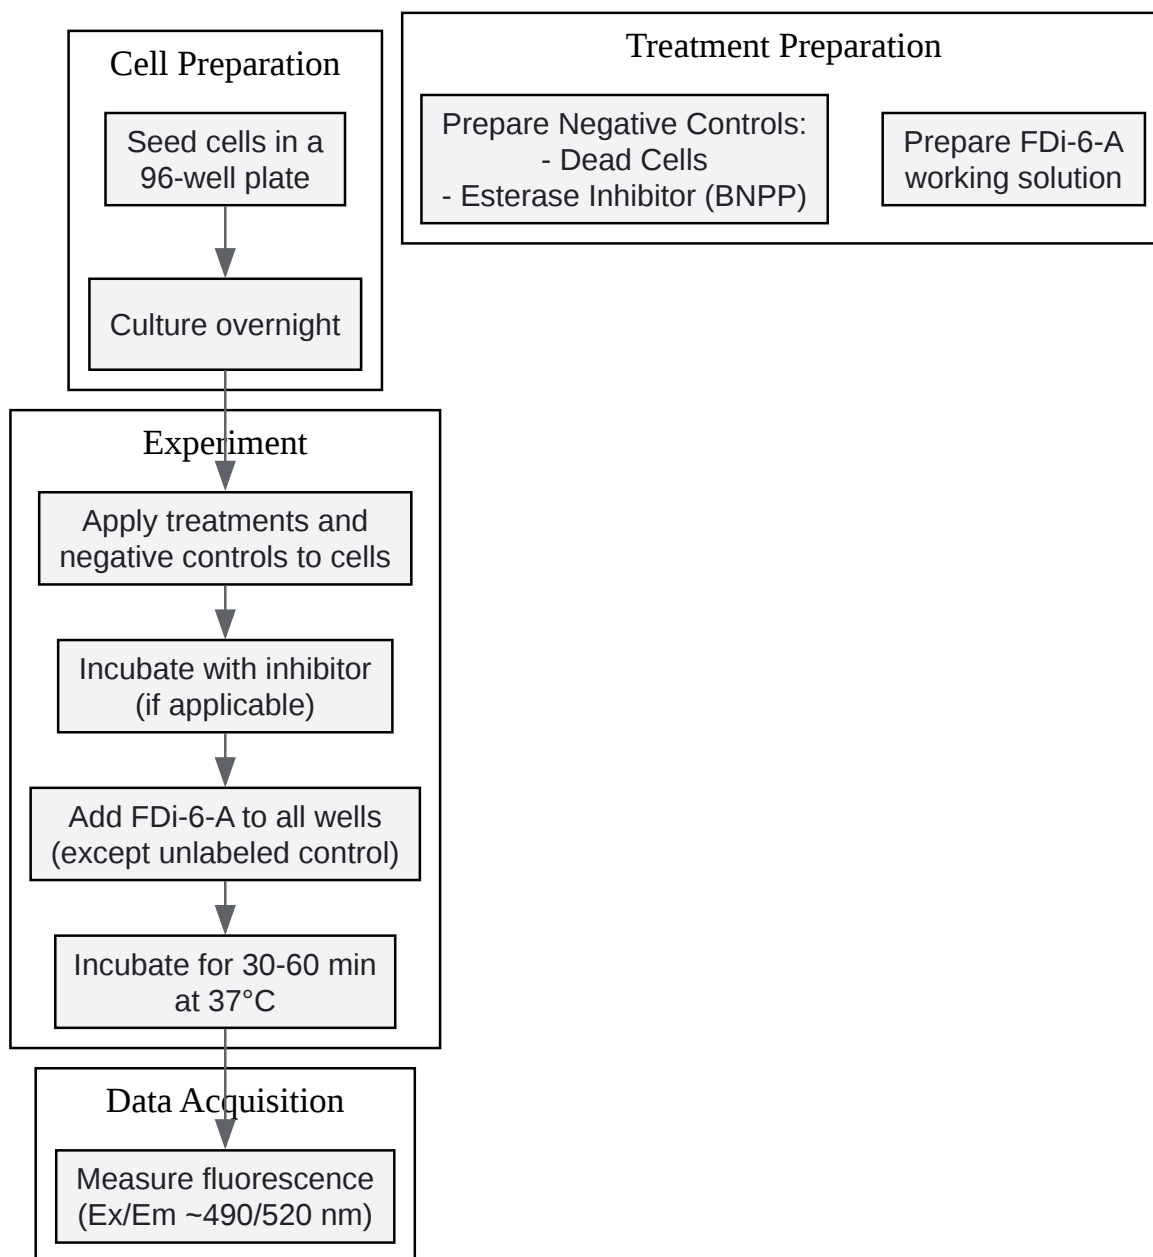 Cell Preparation
Seed cells in a
96-well plate
Culture overnight
Treatment Preparation
Prepare Negative Controls:
- Dead Cells
- Esterase Inhibitor (BNPP)
Prepare FDi-6-A
working solution
Experiment
Apply treatments and
negative controls to cells
Incubate with inhibitor
(if applicable)
Add FDi-6-A to all wells
(except unlabeled control)
Incubate for 30-60 min
at 37°C
Data Acquisition
Measure fluorescence
(Ex/Em ~490/520 nm)